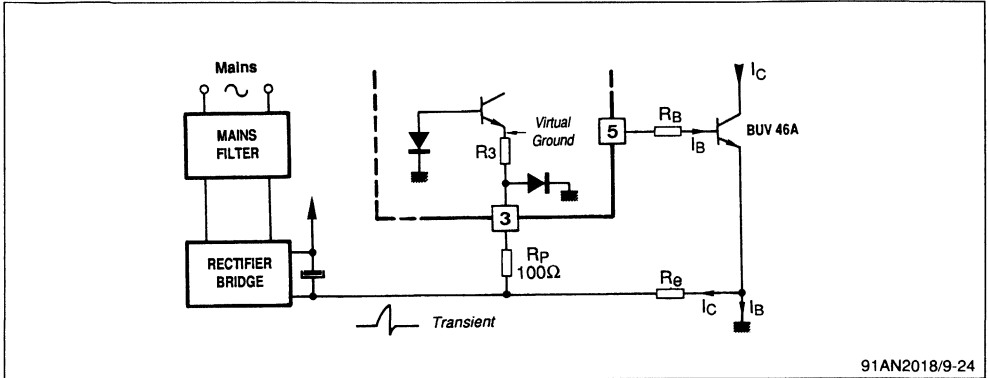 Mains
MAINS
FILTER
RECTIFIER
BRIDGE
Virtual
Ground
R3
3
RP
100Ω
5
RB
IB
IC
BUV 46A
Re
IC
IB
Transient
91AN2018/9-24